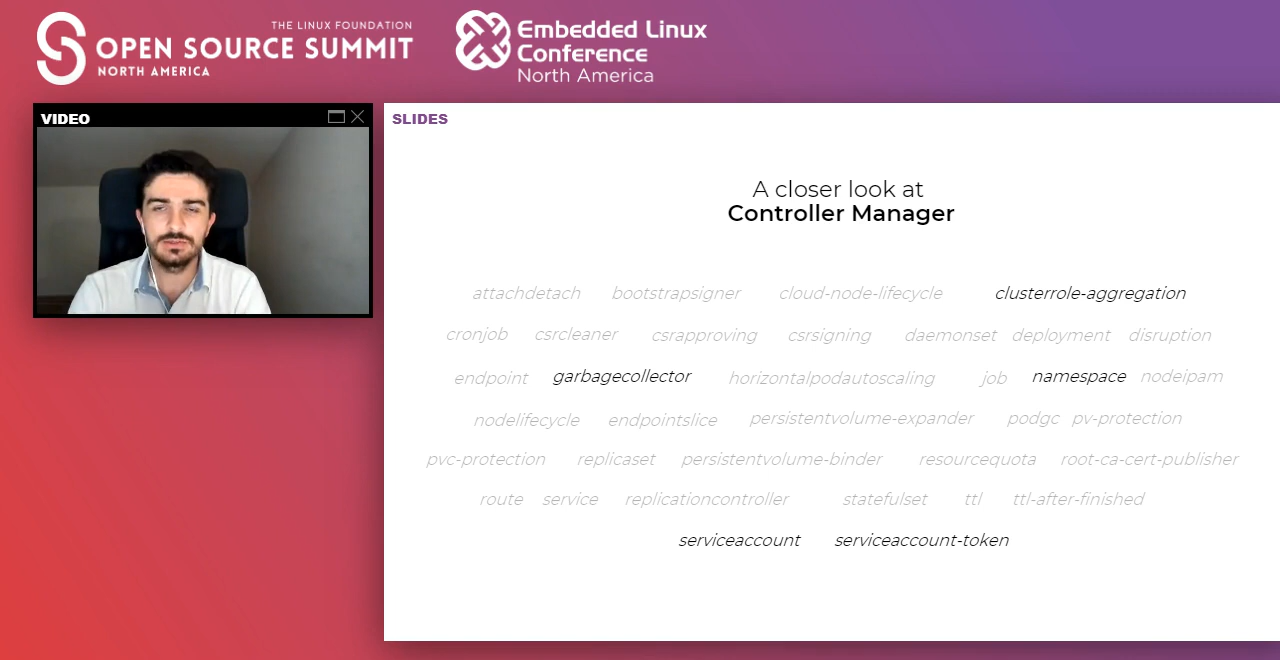 THE LINUX FOUNDATION
OPEN SOURCE SUMMIT
NORTH AMERICA
Embedded Linux
Conference
North America
VIDEO
SLIDES
A closer look at
Controller Manager
attachdetach bootstrapsigner cloud-node-lifecycle clusterrole-aggregation
cronjob csrcleaner csrapproving csrsigning daemonset deployment disruption
endpoint garbagecollector horizontalpodautoscaling job namespace nodeipam
nodelifecycle endpointslice persistentvolume-expander podgc pv-protection
pvc-protection replicaset persistentvolume-binder resourcequota root-ca-cert-publisher
route service replicationcontroller statefulset ttl ttl-after-finished
serviceaccount serviceaccount-token